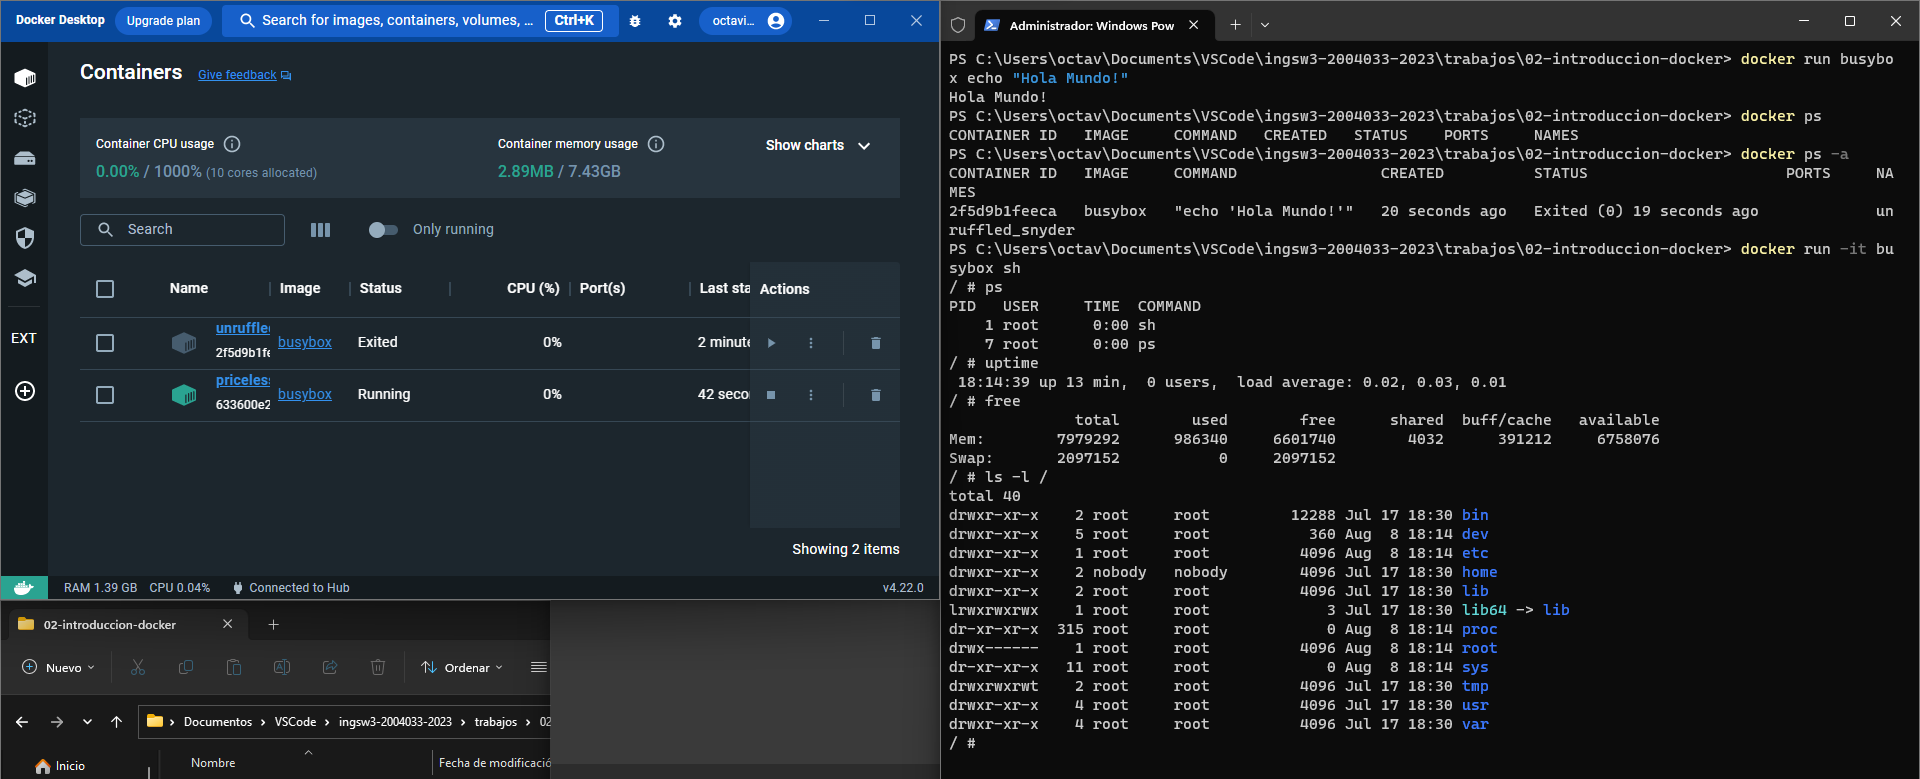 Docker Desktop
Upgrade plan
Search for images, containers, volumes, ...
Ctrl+K
octavi...
Containers
Give feedback
Container CPU usage
0.00% / 1000% (10 cores allocated)
Container memory usage
2.89MB / 7.43GB
Show charts
Search
Only running
Name Image Status CPU (%) Port(s) Last sta Actions
unruffle
2f5d9b1fe
busybox Exited 0% 2 minute
priceless
633600e2
busybox Running 0% 42 seco
Showing 2 items
EXT
RAM 1.39 GB CPU 0.04% Connected to Hub v4.22.0
02-introduccion-docker
Nuevo
Ordenar
Documentos > VSCode > ingsw3-2004033-2023 > trabajos > 02
Inicio
Nombre
Fecha de modificació
Administrador: Windows Pow
PS C:\Users\octav\Documents\VSCode\ingsw3-2004033-2023\trabajos\02-introduccion-docker> docker run busybo
x echo "Hola Mundo!"
Hola Mundo!
PS C:\Users\octav\Documents\VSCode\ingsw3-2004033-2023\trabajos\02-introduccion-docker> docker ps
CONTAINER ID   IMAGE     COMMAND   CREATED   STATUS    PORTS     NAMES
PS C:\Users\octav\Documents\VSCode\ingsw3-2004033-2023\trabajos\02-introduccion-docker> docker ps -a
CONTAINER ID   IMAGE     COMMAND                CREATED          STATUS                      PORTS     NA
MES
2f5d9b1feeca   busybox   "echo 'Hola Mundo!'"   20 seconds ago   Exited (0) 19 seconds ago             un
ruffled_snyder
PS C:\Users\octav\Documents\VSCode\ingsw3-2004033-2023\trabajos\02-introduccion-docker> docker run -it bu
sybox sh
/ # ps
PID   USER     TIME  COMMAND
    1 root      0:00 sh
    7 root      0:00 ps
/ # uptime
 18:14:39 up 13 min,  0 users,  load average: 0.02, 0.03, 0.01
/ # free
              total        used        free      shared  buff/cache   available
Mem:        7979292      986340     6601740        4032      391212     6758076
Swap:       2097152           0     2097152
/ # ls -l /
total 40
drwxr-xr-x    2 root     root         12288 Jul 17 18:30 bin
drwxr-xr-x    5 root     root           360 Aug  8 18:14 dev
drwxr-xr-x    1 root     root          4096 Aug  8 18:14 etc
drwxr-xr-x    2 nobody   nobody        4096 Jul 17 18:30 home
drwxr-xr-x    2 root     root          4096 Jul 17 18:30 lib
lrwxrwxrwx    1 root     root             3 Jul 17 18:30 lib64 -> lib
dr-xr-xr-x  315 root     root             0 Aug  8 18:14 proc
drwx------    1 root     root          4096 Aug  8 18:14 root
dr-xr-xr-x   11 root     root             0 Aug  8 18:14 sys
drwxrwxrwt    2 root     root          4096 Jul 17 18:30 tmp
drwxr-xr-x    4 root     root          4096 Jul 17 18:30 usr
drwxr-xr-x    4 root     root          4096 Jul 17 18:30 var
/ #